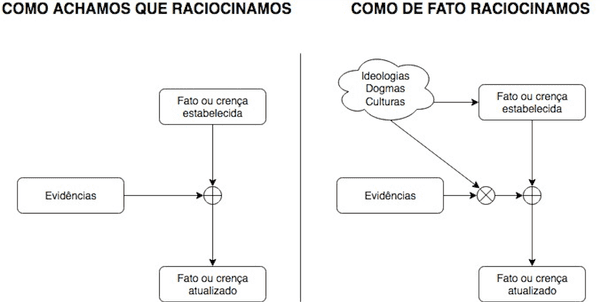 COMO ACHAMOS QUE RACIOCINAMOS
Fato ou crença
estabelecida
Evidências
Fato ou crença
atualizado
COMO DE FATO RACIOCINAMOS
Ideologias
Dogmas
Culturas
Fato ou crença
estabelecida
Evidências
Fato ou crença
atualizado